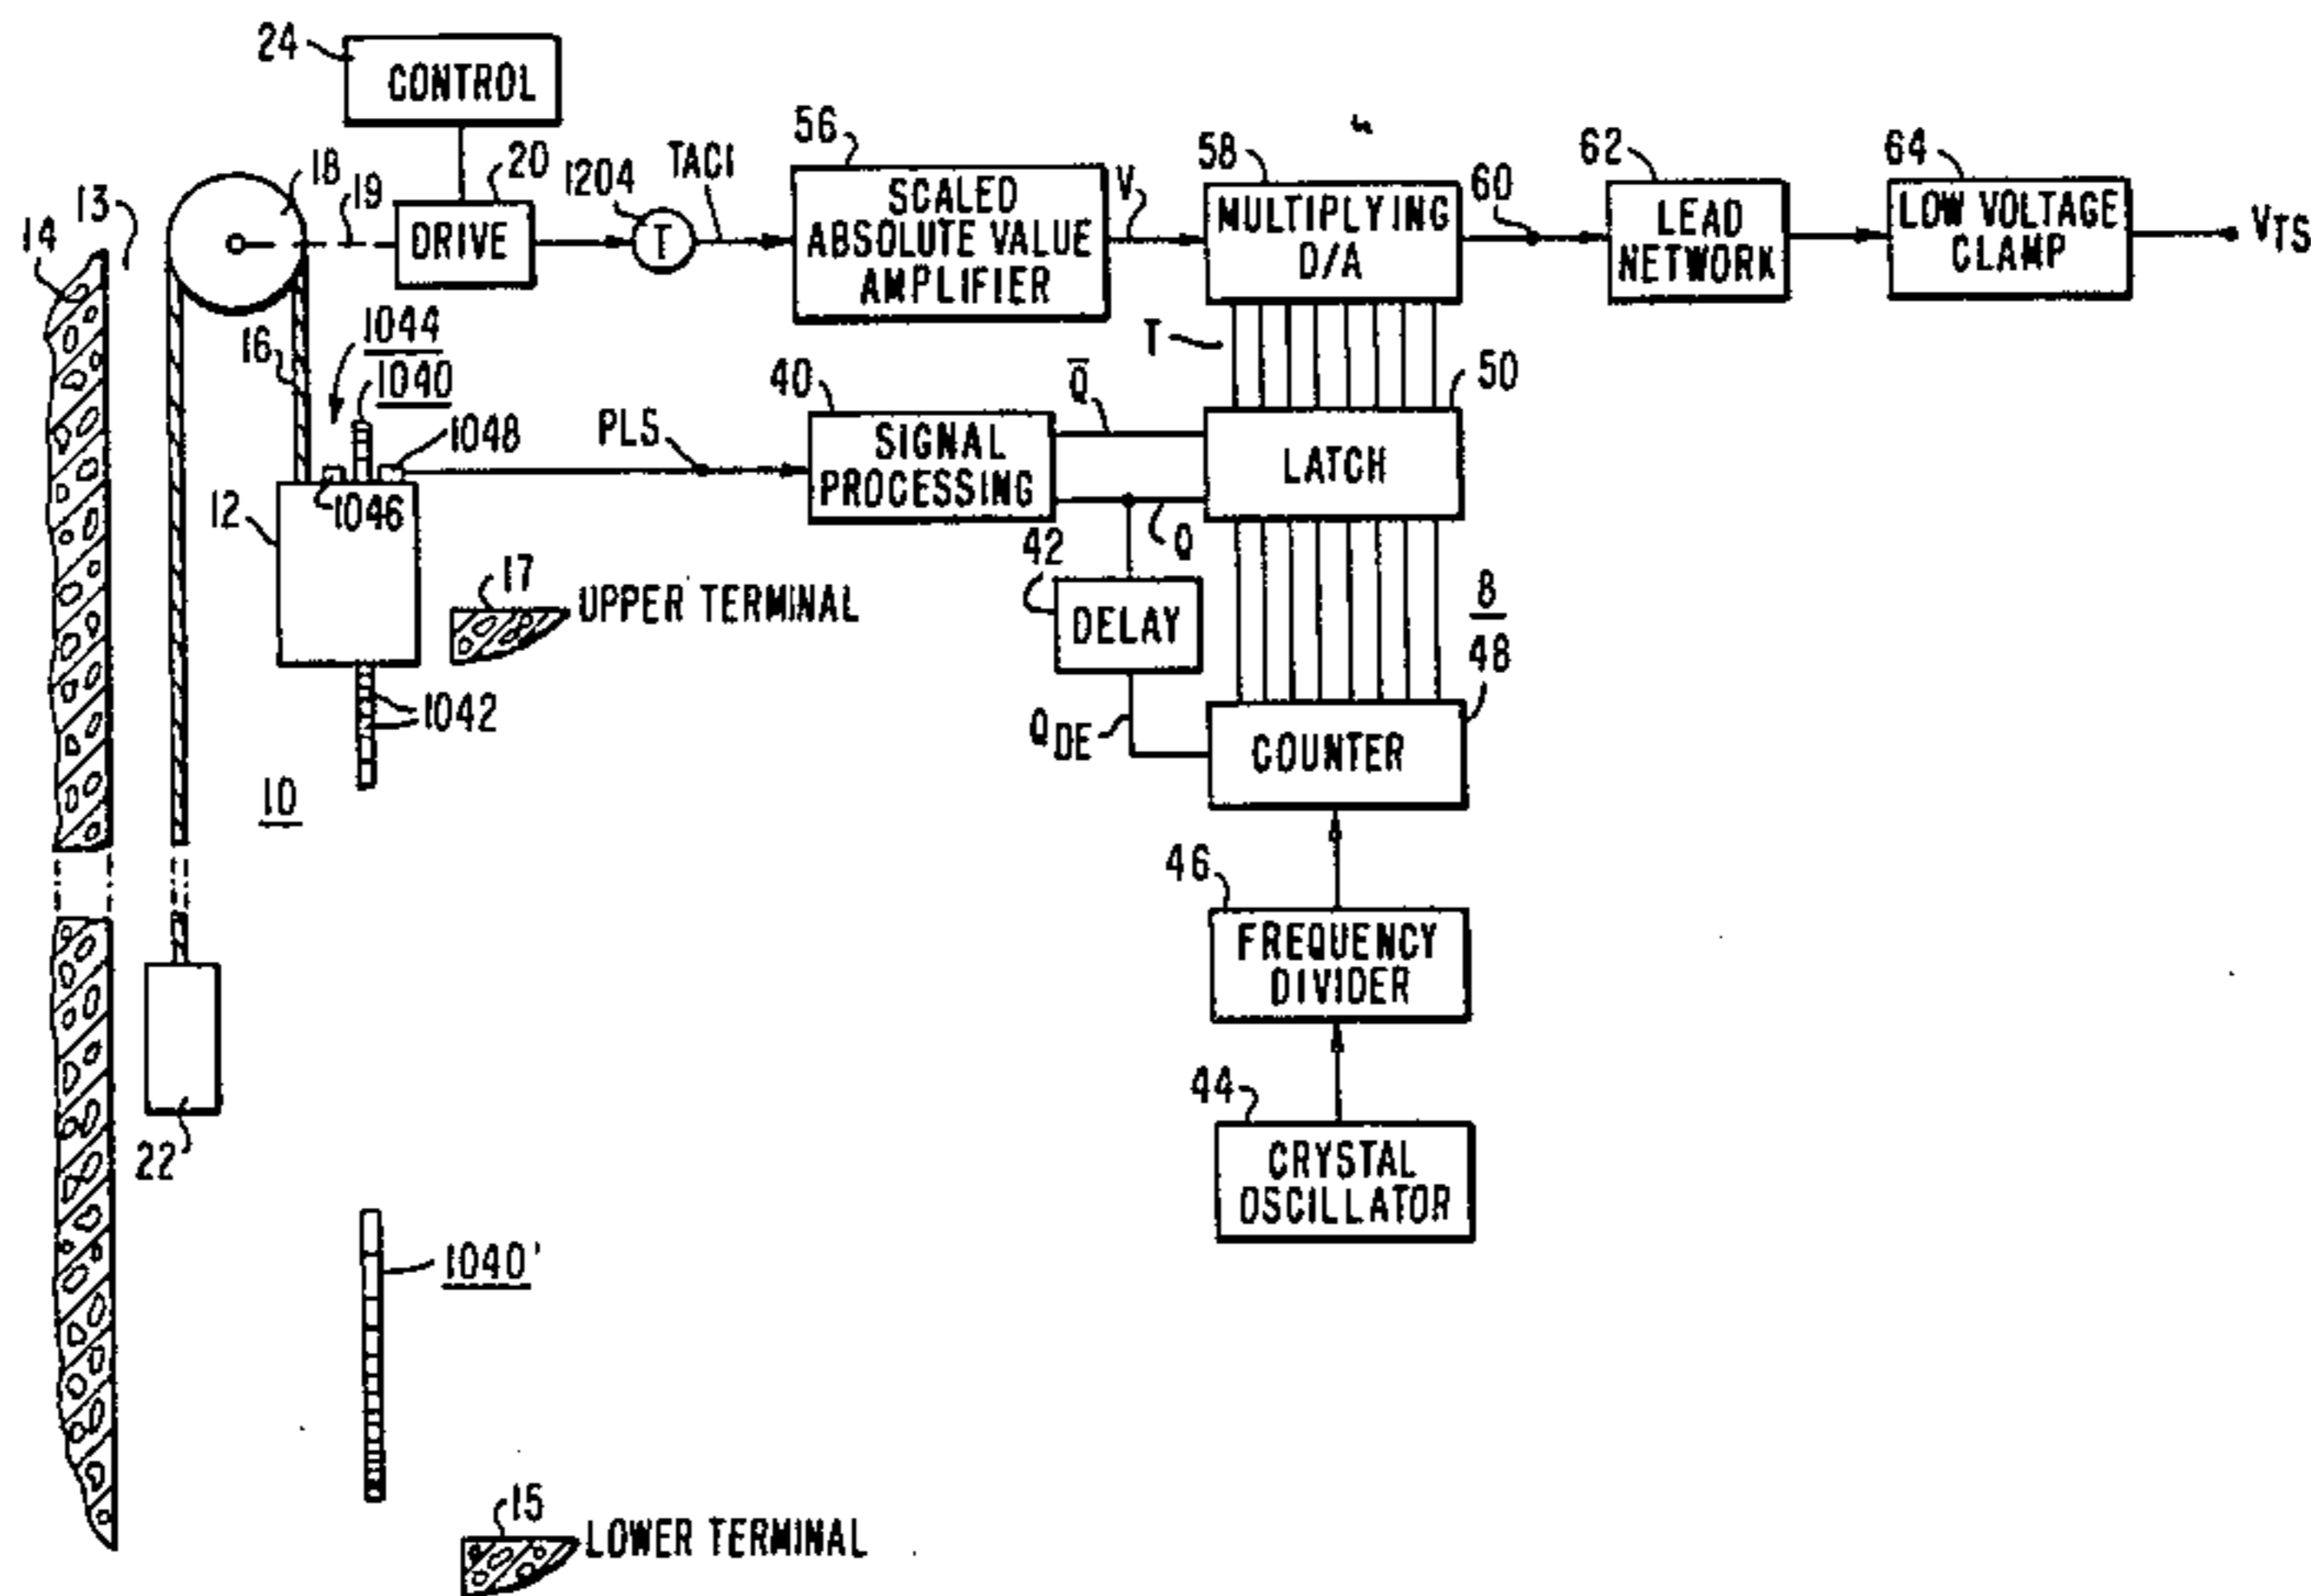 24
CONTROL
13
14
18
19
20
DRIVE
1204
T
TAC1
56
SCALED
ABSOLUTE VALUE
AMPLIFIER
V
58
MULTIPLYING
D/A
60
62
LEAD
NETWORK
64
LOW VOLTAGE
CLAMP
VTS
16
1044
1040
1048
1046
12
PLS
40
SIGNAL
PROCESSING
Q̅
Q
T
50
LATCH
42
DELAY
QDE
8
48
COUNTER
17
UPPER TERMINAL
1042
10
46
FREQUENCY
DIVIDER
44
CRYSTAL
OSCILLATOR
22
1040'
15
LOWER TERMINAL